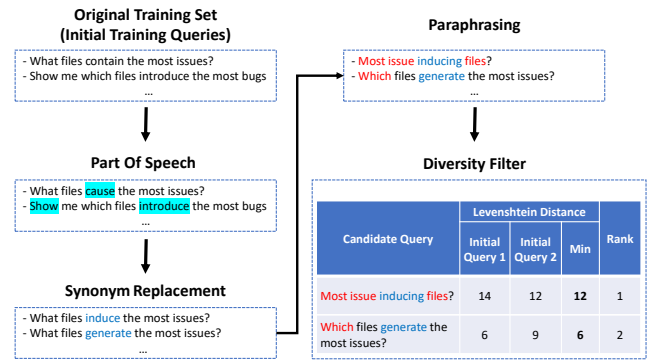 Original Training Set
(Initial Training Queries)
- What files contain the most issues?
- Show me which files introduce the most bugs
...
Part Of Speech
- What files cause the most issues?
- Show me which files introduce the most bugs
...
Synonym Replacement
- What files induce the most issues?
- What files generate the most issues?
...
Paraphrasing
- Most issue inducing files?
- Which files generate the most issues?
...
Diversity Filter
Candidate Query
Levenshtein Distance
Rank
Initial
Query 1
Initial
Query 2
Min
Most issue inducing files? 14 12 12 1
Which files generate the
most issues? 6 9 6 2